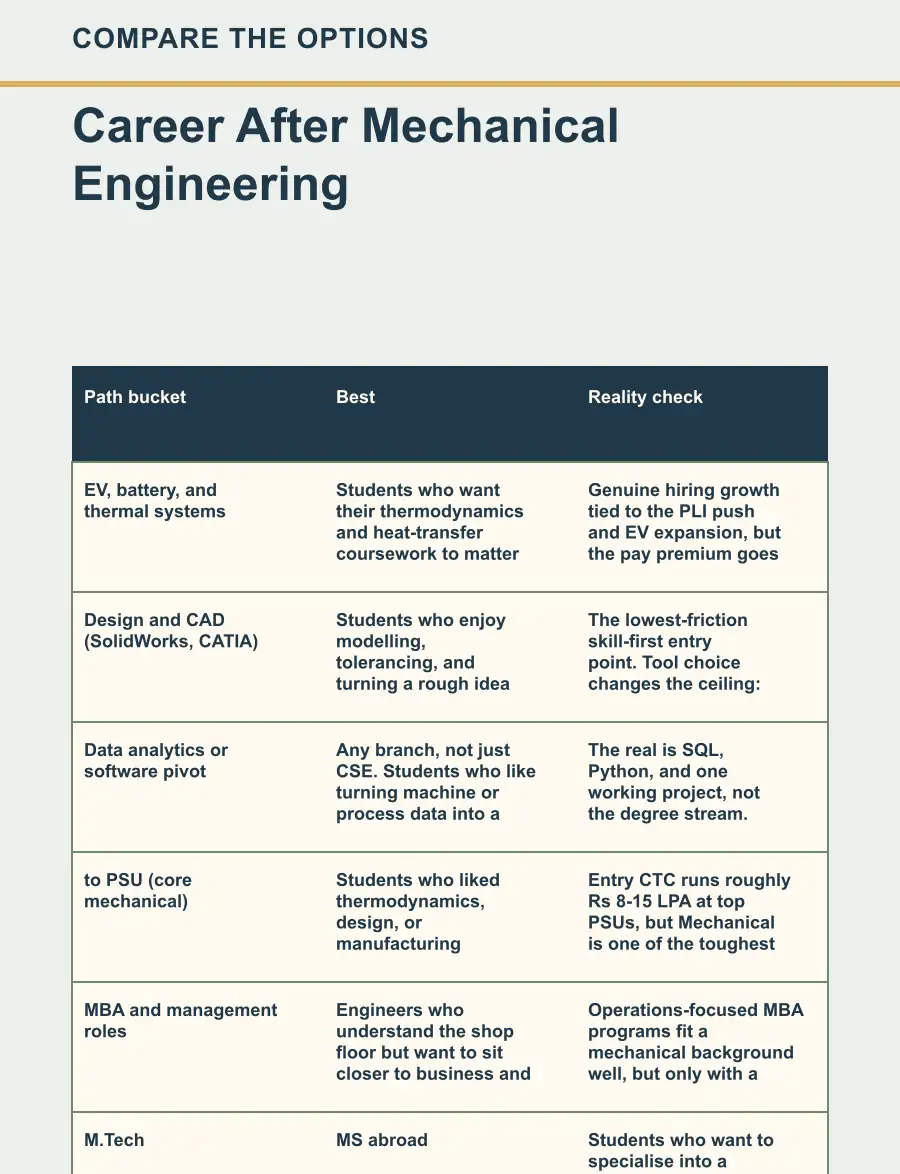 COMPARE THE OPTIONS
Career After Mechanical
Engineering
Path bucket
Best
Reality check
EV, battery, and
thermal systems
Students who want
their thermodynamics
and heat-transfer
coursework to matter
Genuine hiring growth
tied to the PLI push
and EV expansion, but
the pay premium goes
Design and CAD
(SolidWorks, CATIA)
Students who enjoy
modelling,
tolerancing, and
turning a rough idea
The lowest-friction
skill-first entry
point. Tool choice
changes the ceiling:
Data analytics or
software pivot
Any branch, not just
CSE. Students who like
turning machine or
process data into a
The real is SQL,
Python, and one
working project, not
the degree stream.
to PSU (core
mechanical)
Students who liked
thermodynamics,
design, or
manufacturing
Entry CTC runs roughly
Rs 8-15 LPA at top
PSUs, but Mechanical
is one of the toughest
MBA and management
roles
Engineers who
understand the shop
floor but want to sit
closer to business and
Operations-focused MBA
programs fit a
mechanical background
well, but only with a
M.Tech
MS abroad
Students who want to
specialise into a